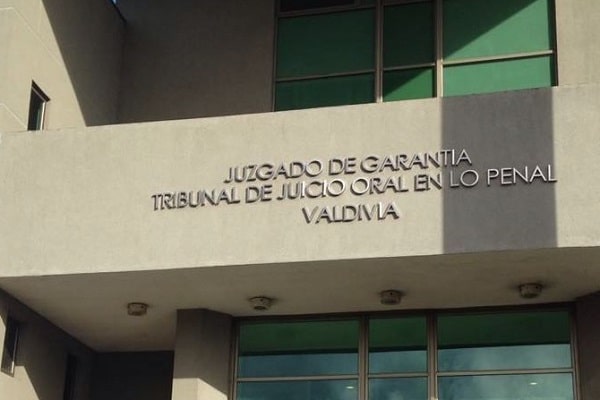 JUZGADO DE GARANTIA
TRIBUNAL DE JUICIO ORAL EN LO PENAL
VALDIVIA